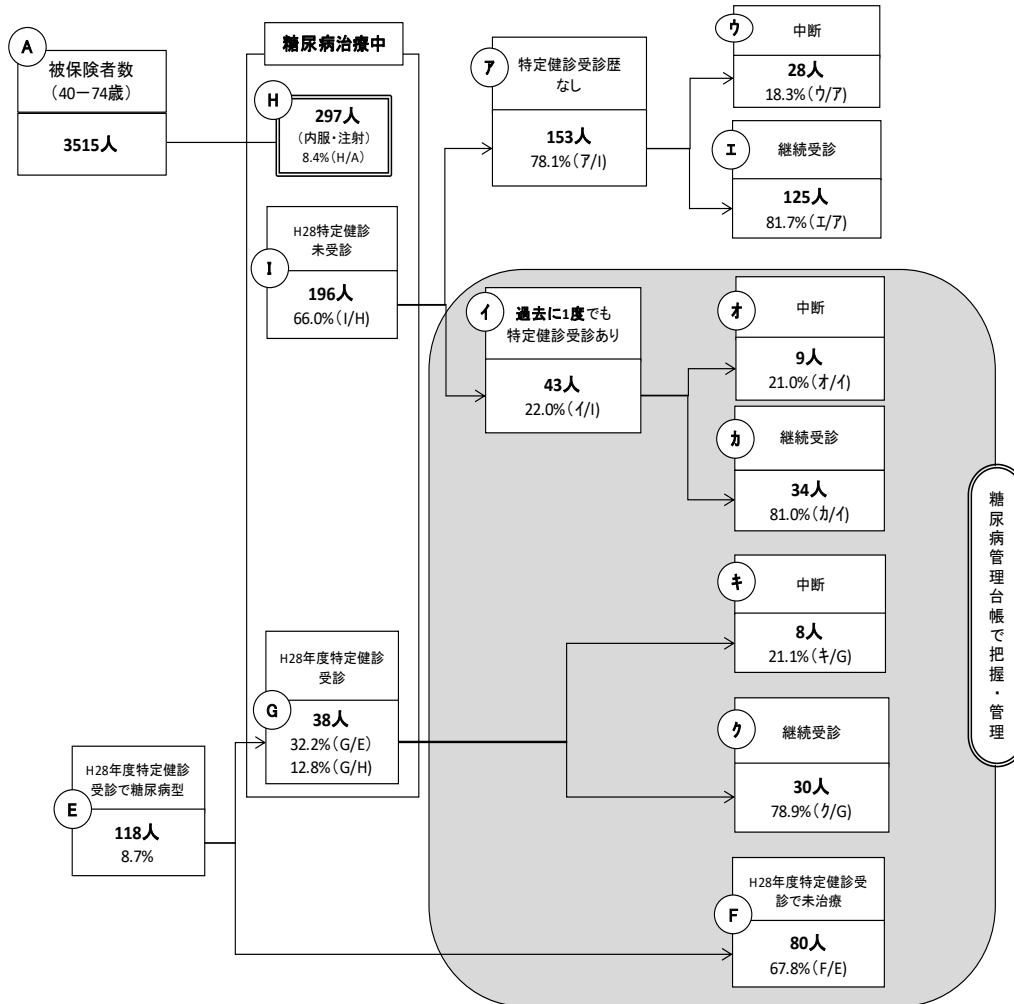 A
被保険者数
(40－74歳)
3515人
糖尿病治療中
H
297人
(内服・注射)
8.4%(H/A)
I
H28特定健診
未受診
196人
66.0%(I/H)
ア
特定健診受診歴
なし
153人
78.1%(ア/I)
ウ
中断
28人
18.3%(ウ/ア)
エ
継続受診
125人
81.7%(エ/ア)
イ
過去に1度でも
特定健診受診あり
43人
22.0%(イ/I)
オ
中断
9人
21.0%(オ/イ)
カ
継続受診
34人
81.0%(カ/イ)
キ
中断
8人
21.1%(キ/G)
G
H28年度特定健診
受診
38人
32.2%(G/E)
12.8%(G/H)
ク
継続受診
30人
78.9%(ク/G)
E
H28年度特定健診
受診で糖尿病型
118人
8.7%
F
H28年度特定健診受
診で未治療
80人
67.8%(F/E)
糖尿病管理台帳で把握・管理